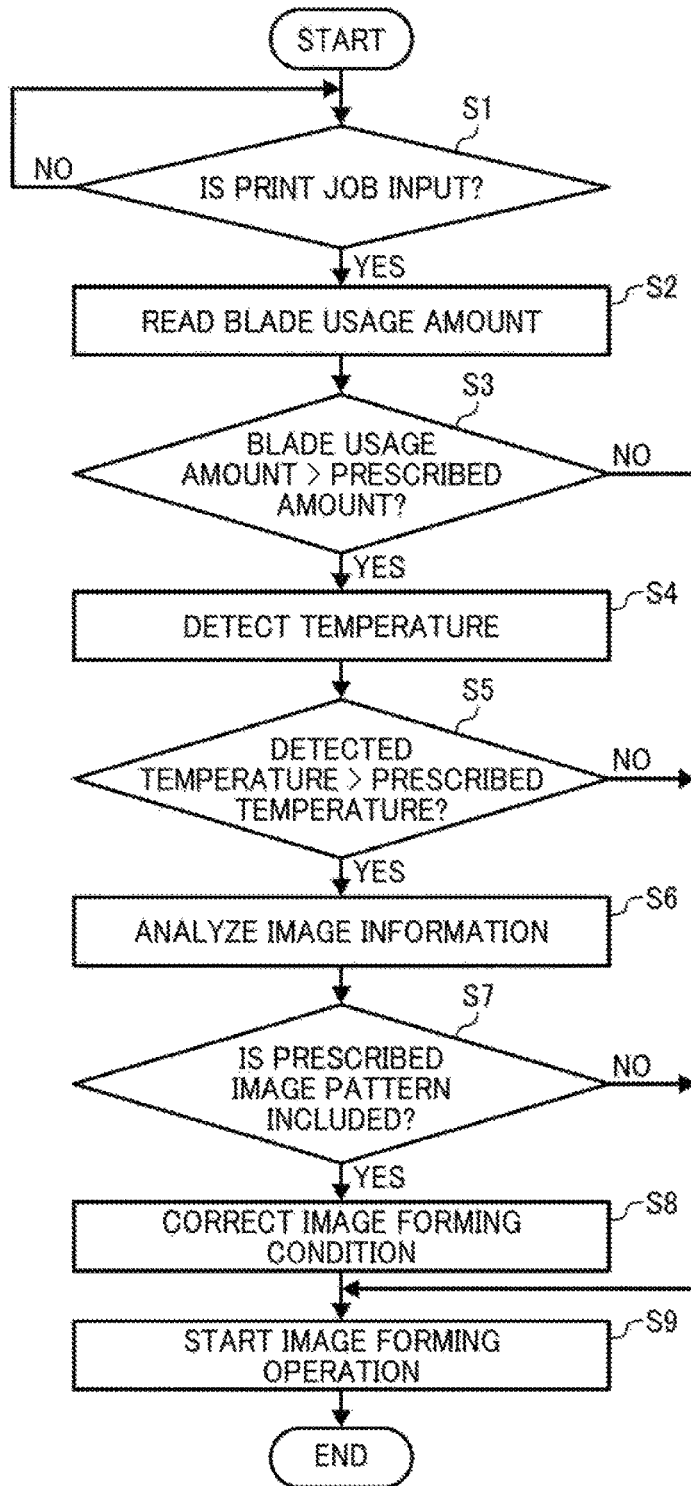 START
S1
NO
IS PRINT JOB INPUT?
YES
S2
READ BLADE USAGE AMOUNT
S3
BLADE USAGE
AMOUNT > PRESCRIBED
AMOUNT?
NO
YES
S4
DETECT TEMPERATURE
S5
DETECTED
TEMPERATURE > PRESCRIBED
TEMPERATURE?
NO
YES
S6
ANALYZE IMAGE INFORMATION
S7
IS PRESCRIBED
IMAGE PATTERN
INCLUDED?
NO
YES
S8
CORRECT IMAGE FORMING
CONDITION
S9
START IMAGE FORMING
OPERATION
END